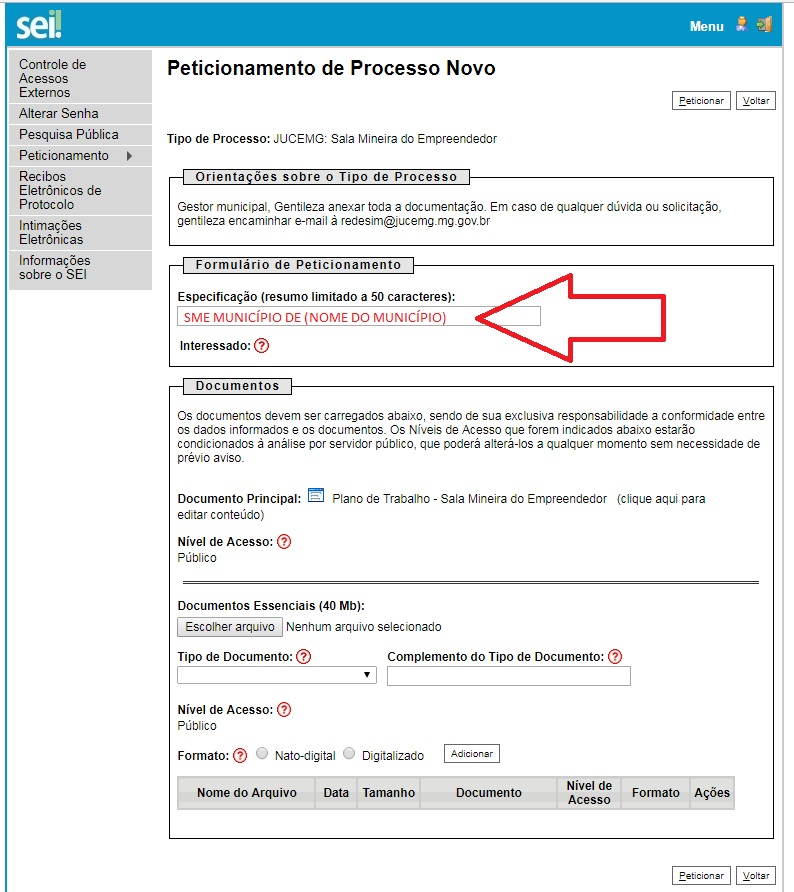 sei!
Menu
Controle de
Acessos
Externos
Alterar Senha
Pesquisa Pública
Peticionamento
Recibos
Eletrônicos de
Protocolo
Intimações
Eletrônicas
Informações
sobre o SEI
Peticionamento de Processo Novo
Peticionar Voltar
Tipo de Processo: JUCEMG: Sala Mineira do Empreendedor
Orientações sobre o Tipo de Processo
Gestor municipal, Gentileza anexar toda a documentação. Em caso de qualquer dúvida ou solicitação,
gentileza encaminhar e-mail à redesim@jucemg.mg.gov.br
Formulário de Peticionamento
Especificação (resumo limitado a 50 caracteres):
SME MUNICÍPIO DE (NOME DO MUNICÍPIO)
Interessado: ?
Documentos
Os documentos devem ser carregados abaixo, sendo de sua exclusiva responsabilidade a conformidade entre
os dados informados e os documentos. Os Níveis de Acesso que forem indicados abaixo estarão
condicionados à análise por servidor público, que poderá alterá-los a qualquer momento sem necessidade de
prévio aviso.
Documento Principal: Plano de Trabalho - Sala Mineira do Empreendedor (clique aqui para
editar conteúdo)
Nível de Acesso: ?
Público
Documentos Essenciais (40 Mb):
Escolher arquivo Nenhum arquivo selecionado
Tipo de Documento: ? Complemento do Tipo de Documento: ?
Nível de Acesso: ?
Público
Formato: ? Nato-digital Digitalizado Adicionar
Nome do Arquivo Data Tamanho Documento Nível de Acesso Formato Ações
Peticionar Voltar